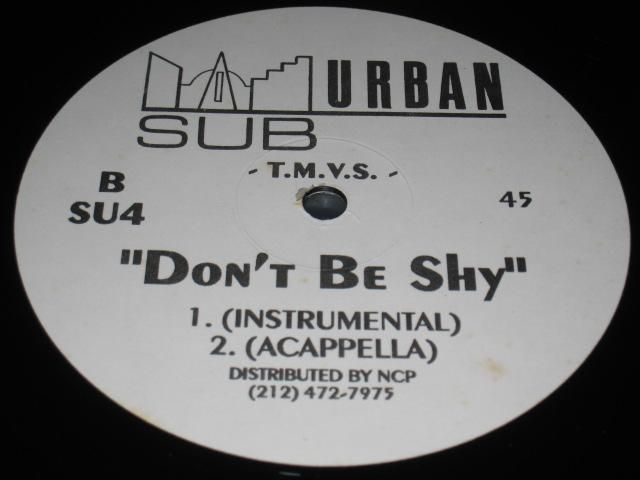 URBAN
SUB
- T.M.V.S. -
B
SU4
45
"DON'T BE SHY"
1. (INSTRUMENTAL)
2. (ACAPPELLA)
DISTRIBUTED BY NCP
(212) 472-7975